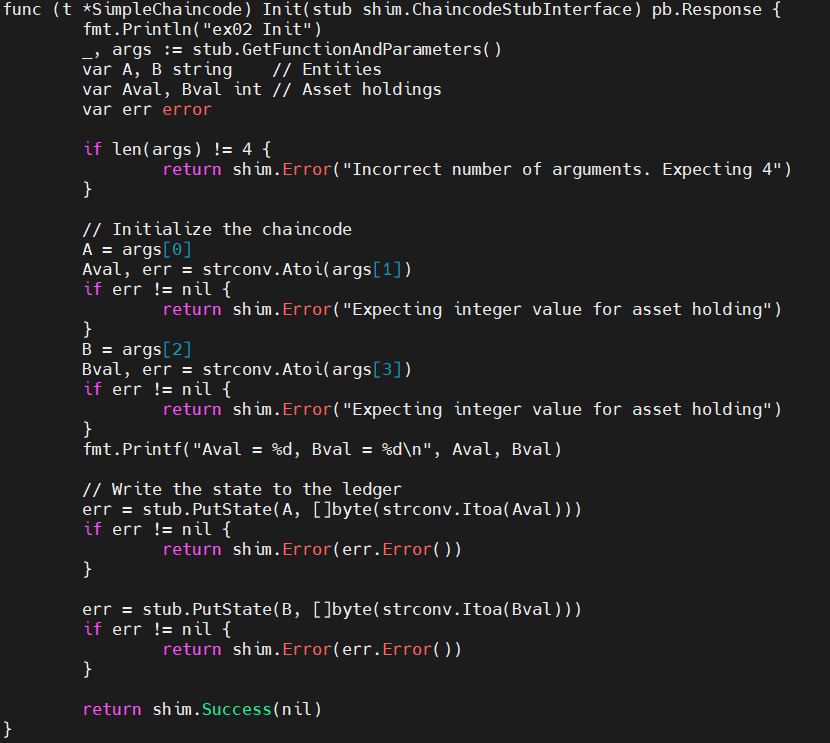 func (t *SimpleChaincode) Init(stub shim.ChaincodeStubInterface) pb.Response {
        fmt.Println("ex02 Init")
        _, args := stub.GetFunctionAndParameters()
        var A, B string    // Entities
        var Aval, Bval int // Asset holdings
        var err error

        if len(args) != 4 {
                return shim.Error("Incorrect number of arguments. Expecting 4")
        }

        // Initialize the chaincode
        A = args[0]
        Aval, err = strconv.Atoi(args[1])
        if err != nil {
                return shim.Error("Expecting integer value for asset holding")
        }
        B = args[2]
        Bval, err = strconv.Atoi(args[3])
        if err != nil {
                return shim.Error("Expecting integer value for asset holding")
        }
        fmt.Printf("Aval = %d, Bval = %d\n", Aval, Bval)

        // Write the state to the ledger
        err = stub.PutState(A, []byte(strconv.Itoa(Aval)))
        if err != nil {
                return shim.Error(err.Error())
        }

        err = stub.PutState(B, []byte(strconv.Itoa(Bval)))
        if err != nil {
                return shim.Error(err.Error())
        }

        return shim.Success(nil)
}